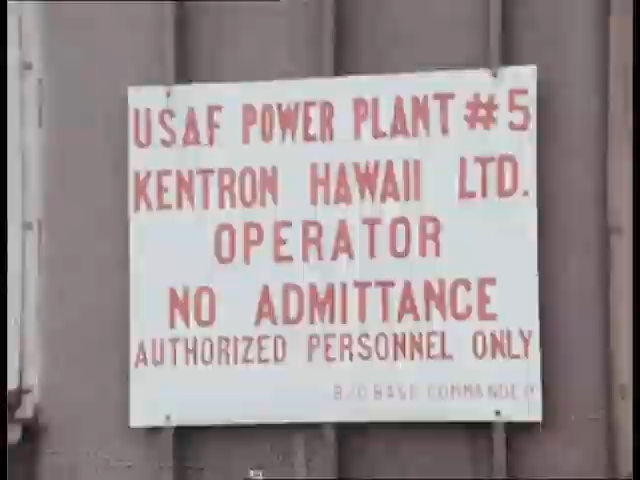 USAF POWER PLANT #5
KENTRON HAWAII LTD.
OPERATOR
NO ADMITTANCE
AUTHORIZED PERSONNEL ONLY
B/O BASE COMMANDER